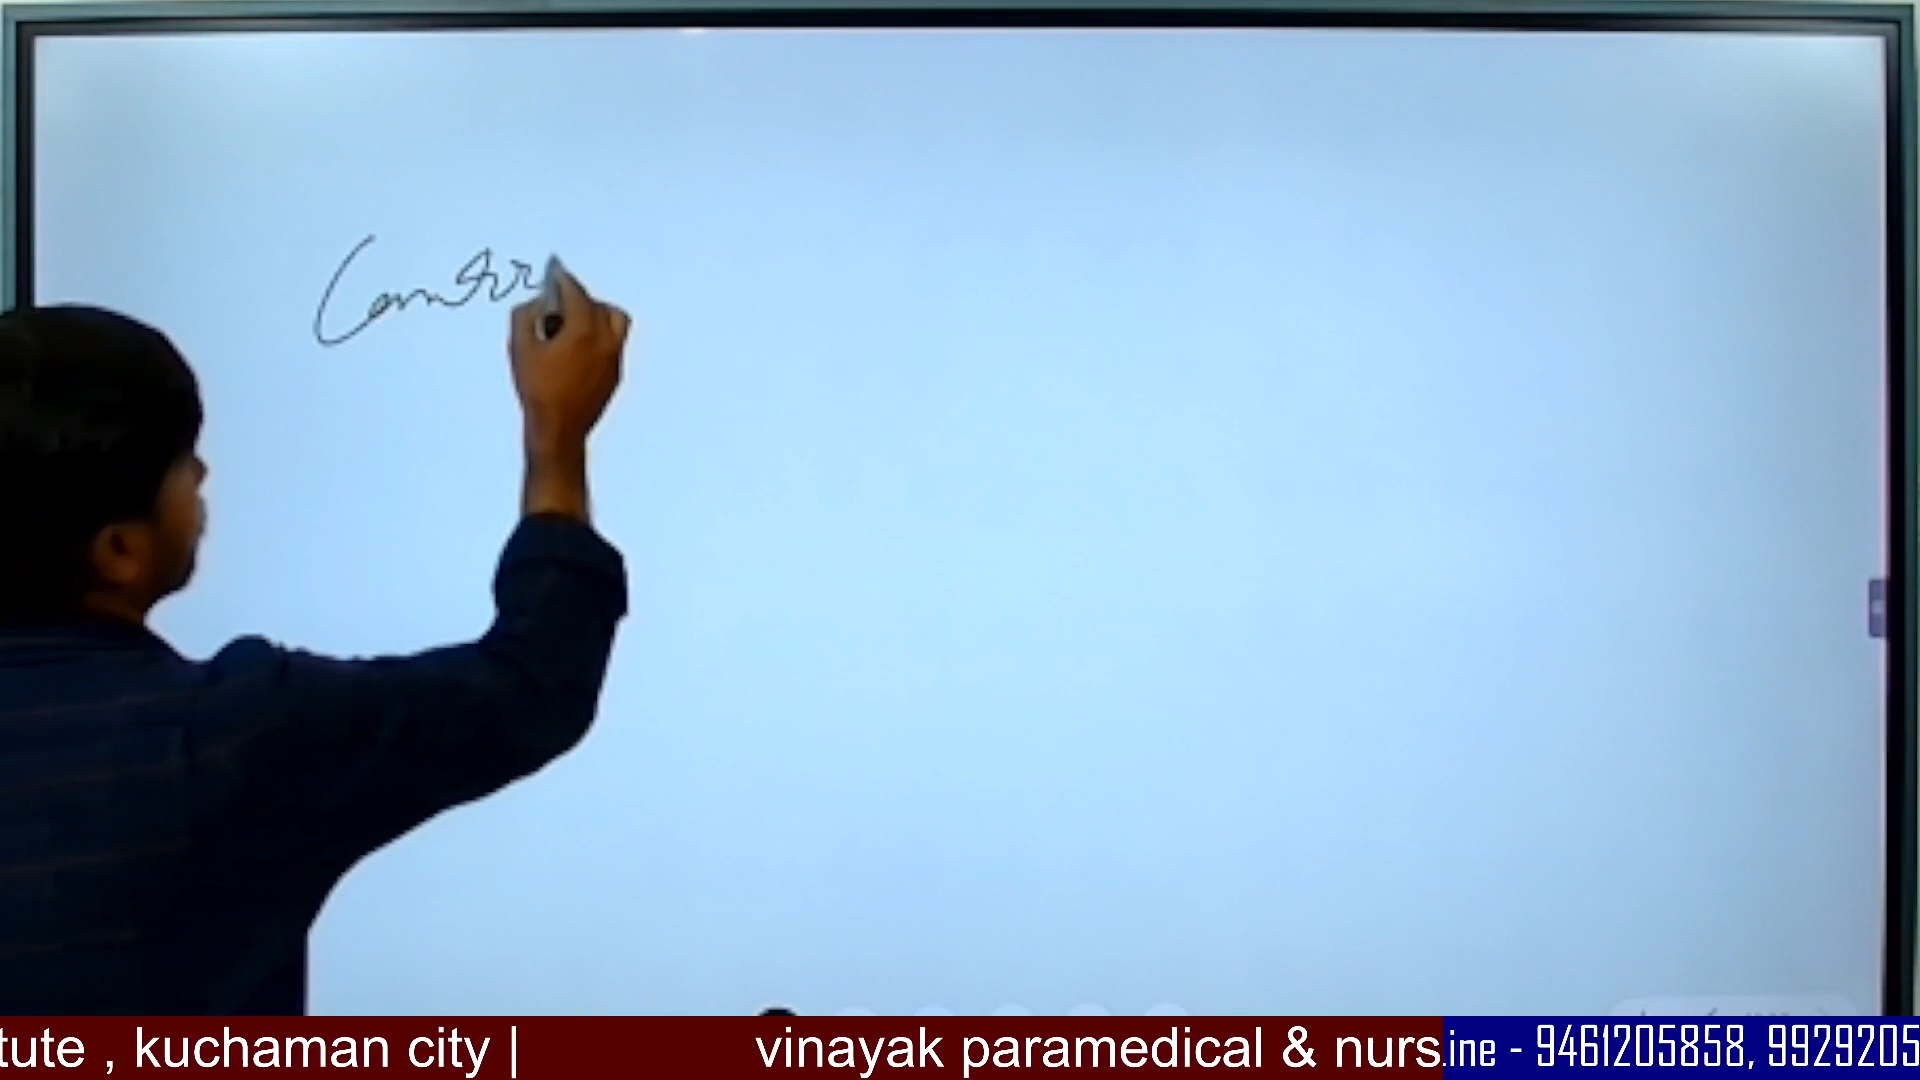 tute , kuchaman city | vinayak paramedical & nurs
ine - 9461205858, 9929205